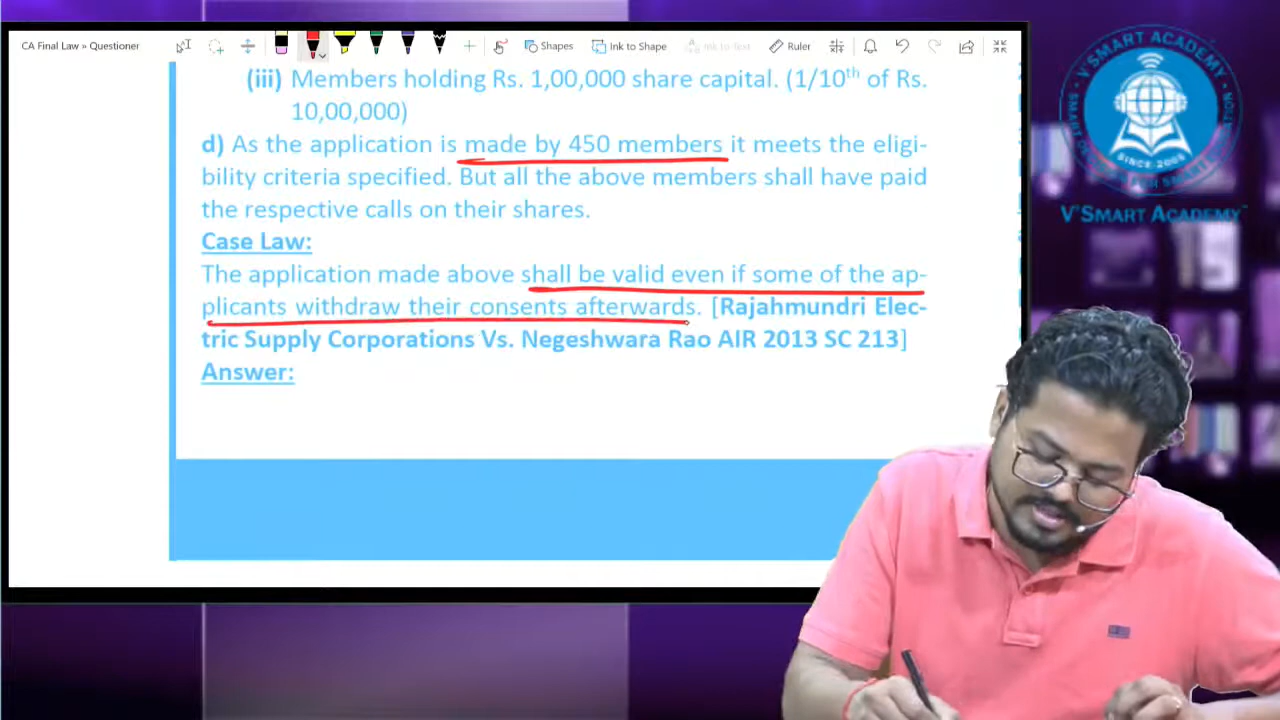 CA Final Law » Questioner
Shapes
Ink to Shape
Ink to Text
Ruler
(iii) Members holding Rs. 1,00,000 share capital. (1/10th of Rs.
10,00,000)
d) As the application is made by 450 members it meets the eligi-
bility criteria specified. But all the above members shall have paid
the respective calls on their shares.
Case Law:
The application made above shall be valid even if some of the ap-
plicants withdraw their consents afterwards. [Rajahmundri Elec-
tric Supply Corporations Vs. Negeshwara Rao AIR 2013 SC 213]
Answer:
V'SMART ACADEMY
SINCE 2008
V'SMART ACADEMY